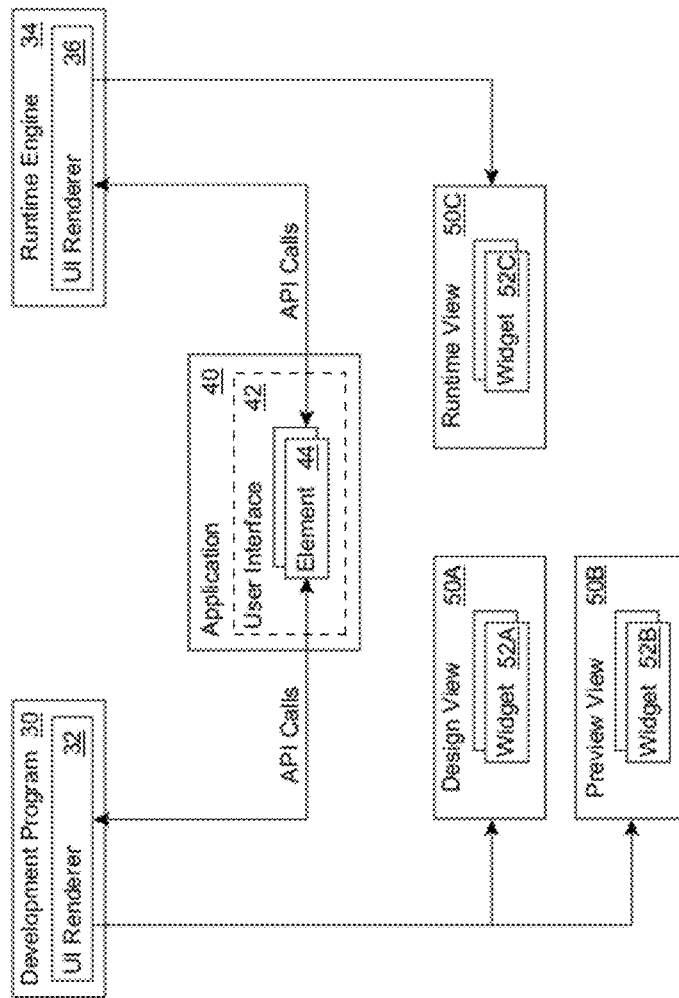 Development Program 30
UI Renderer 32
Runtime Engine 34
UI Renderer 36
API Calls
API Calls
Application 40
User Interface 42
Element 44
Design View 50A
Widget 52A
Preview View 50B
Widget 52B
Runtime View 50C
Widget 52C